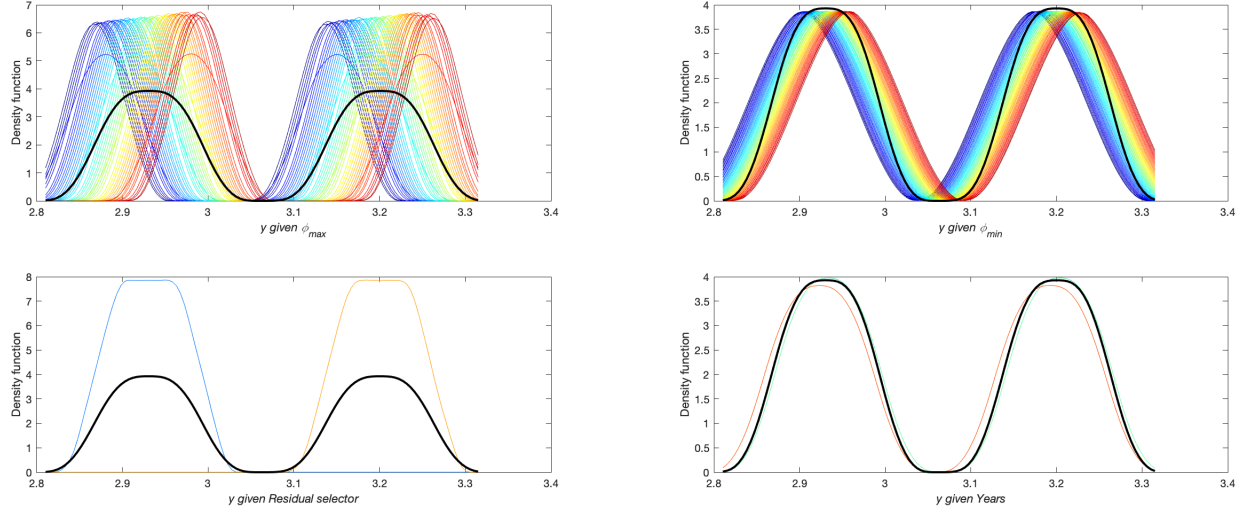 7
6
5
4
3
2
1
0
Density function
2.8 2.9 3 3.1 3.2 3.3 3.4
y given ϕmax
4
3.5
3
2.5
2
1.5
1
0.5
0
Density function
2.8 2.9 3 3.1 3.2 3.3 3.4
y given ϕmin
8
7
6
5
4
3
2
1
0
Density function
2.8 2.9 3 3.1 3.2 3.3 3.4
y given Residual selector
4
3.5
3
2.5
2
1.5
1
0.5
0
Density function
2.8 2.9 3 3.1 3.2 3.3 3.4
y given Years